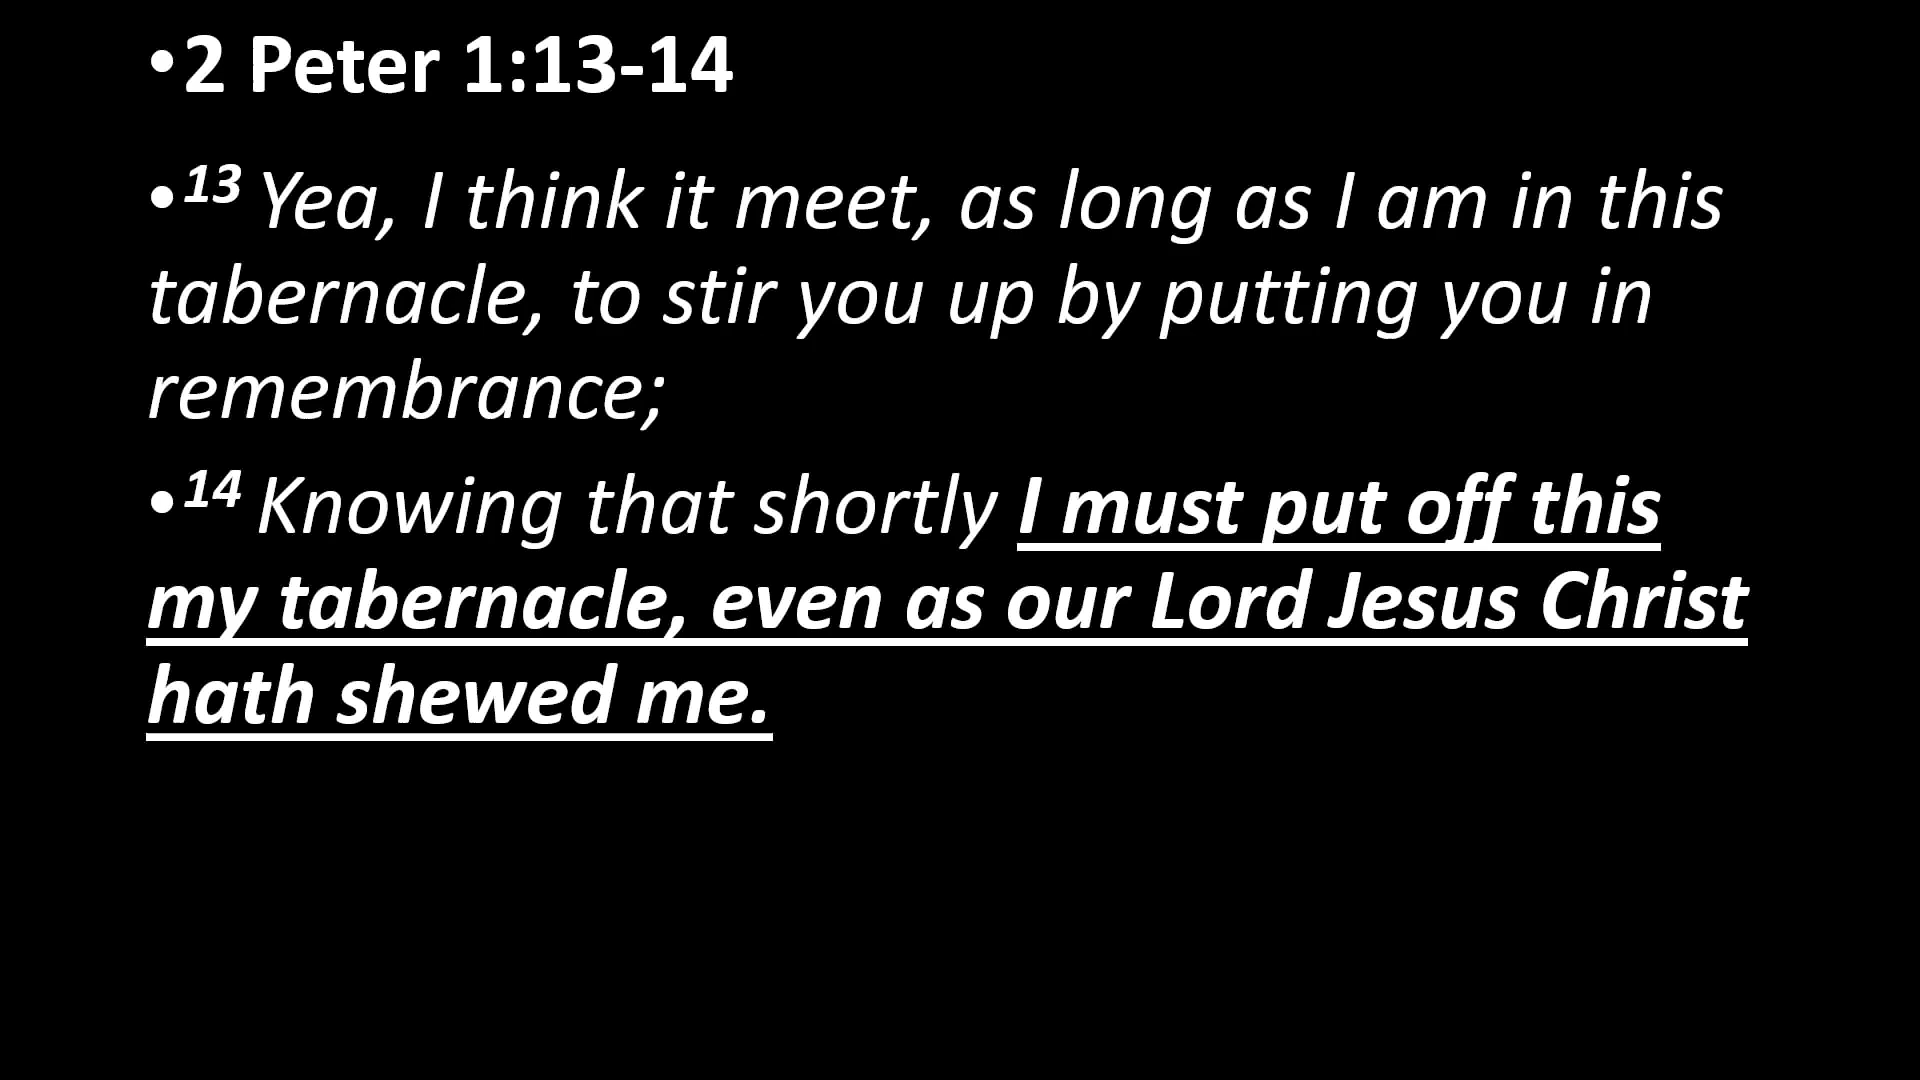 •2 Peter 1:13-14
•13 Yea, I think it meet, as long as I am in this
tabernacle, to stir you up by putting you in
remembrance;
•14 Knowing that shortly I must put off this
my tabernacle, even as our Lord Jesus Christ
hath shewed me.